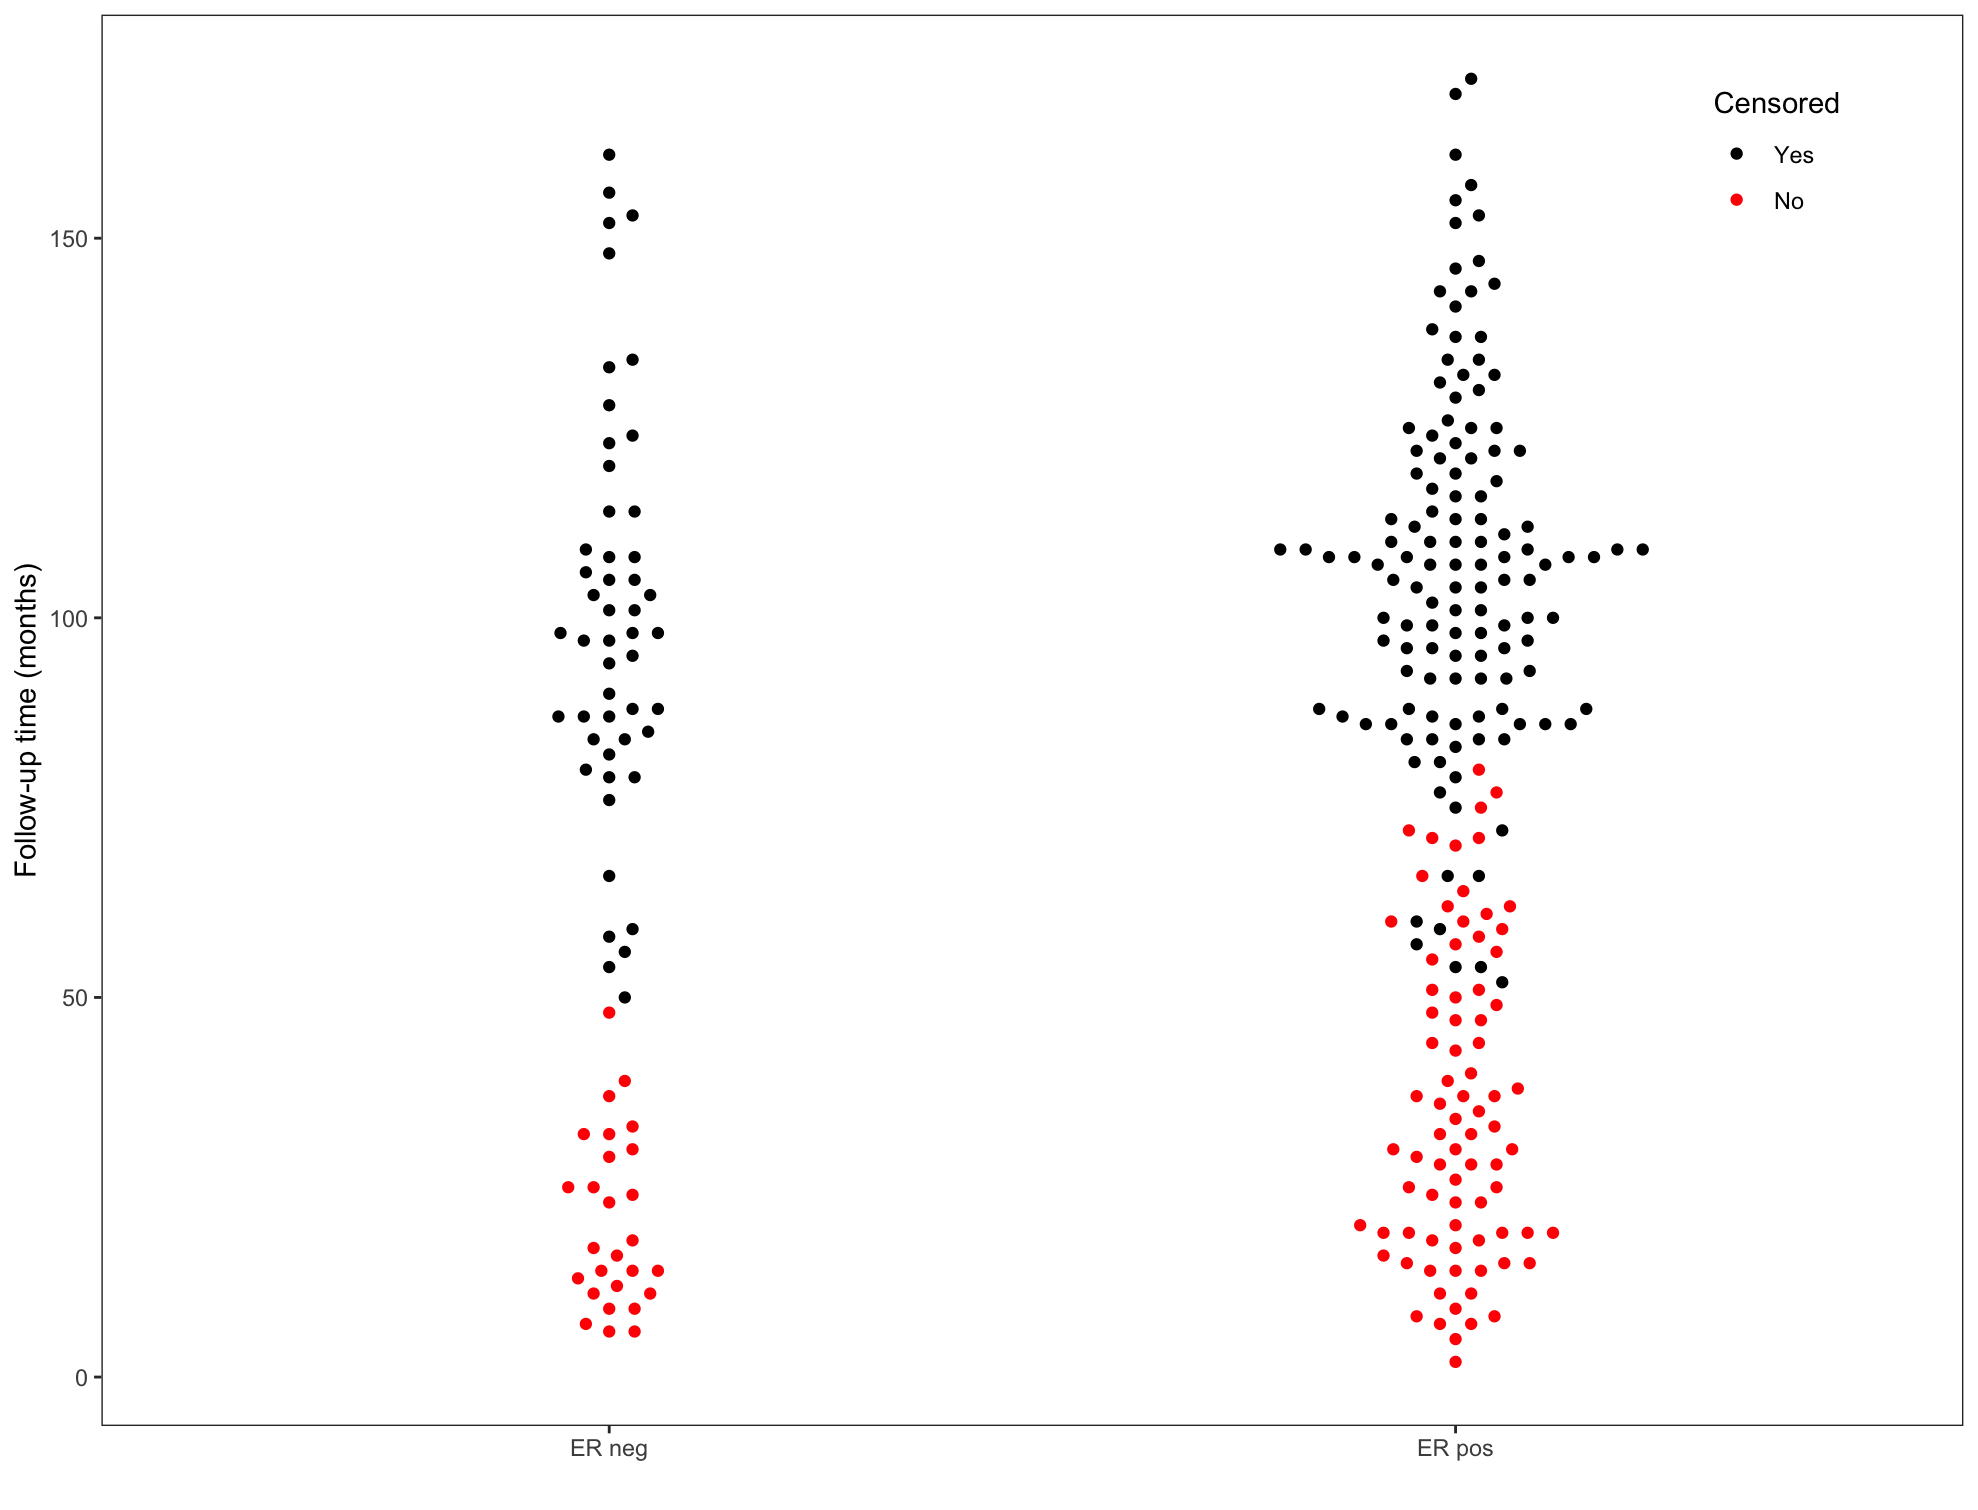 Censored
Yes
No
Follow-up time (months)
150
100
50
0
ER neg
ER pos